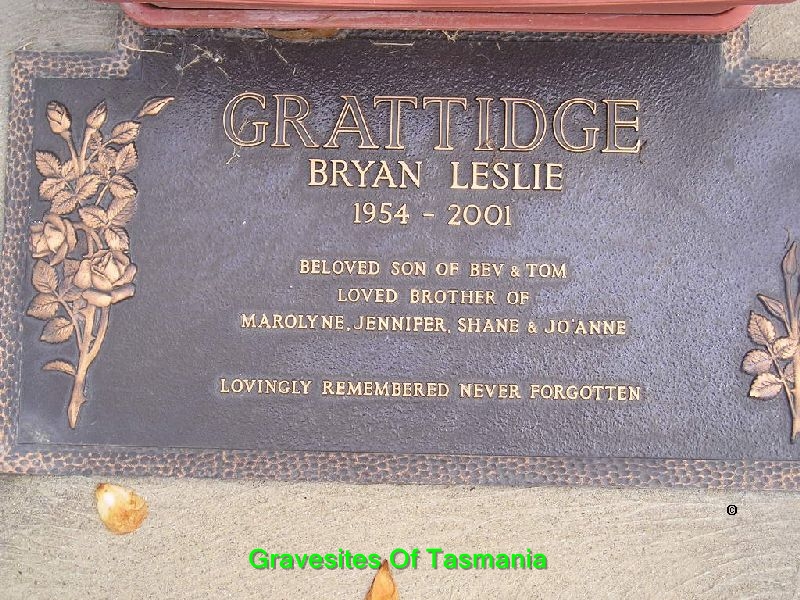 GRATTIDGE
BRYAN LESLIE
1954 - 2001
BELOVED SON OF BEV & TOM
LOVED BROTHER OF
MAROLYNE, JENNIFER, SHANE & JO'ANNE
LOVINGLY REMEMBERED NEVER FORGOTTEN
©
Gravesites Of Tasmania